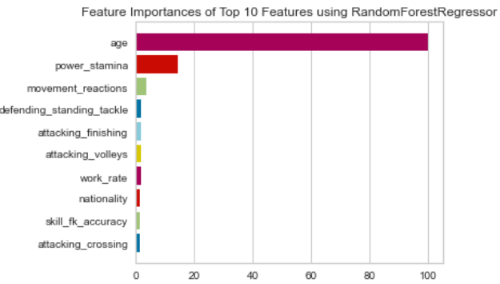 Feature Importances of Top 10 Features using RandomForestRegressor
age
power_stamina
movement_reactions
defending_standing_tackle
attacking_finishing
attacking_volleys
work_rate
nationality
skill_fk_accuracy
attacking_crossing
0 20 40 60 80 100